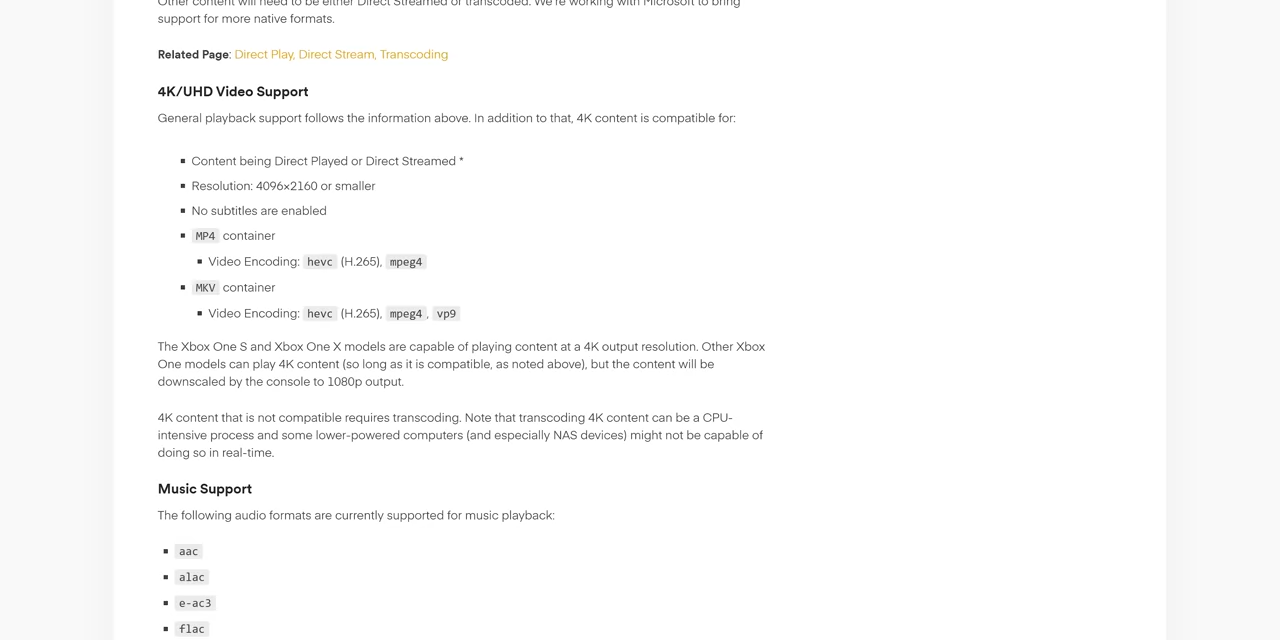 Other content will need to be either Direct Streamed or transcoded. We're working with Microsoft to bring
support for more native formats.
Related Page: Direct Play, Direct Stream, Transcoding
4K/UHD Video Support
General playback support follows the information above. In addition to that, 4K content is compatible for:
Content being Direct Played or Direct Streamed *
Resolution: 4096×2160 or smaller
No subtitles are enabled
MP4 container
Video Encoding: hevc (H.265), mpeg4
MKV container
Video Encoding: hevc (H.265), mpeg4, vp9
The Xbox One S and Xbox One X models are capable of playing content at a 4K output resolution. Other Xbox
One models can play 4K content (so long as it is compatible, as noted above), but the content will be
downscaled by the console to 1080p output.
4K content that is not compatible requires transcoding. Note that transcoding 4K content can be a CPU-
intensive process and some lower-powered computers (and especially NAS devices) might not be capable of
doing so in real-time.
Music Support
The following audio formats are currently supported for music playback:
aac
alac
e-ac3
flac